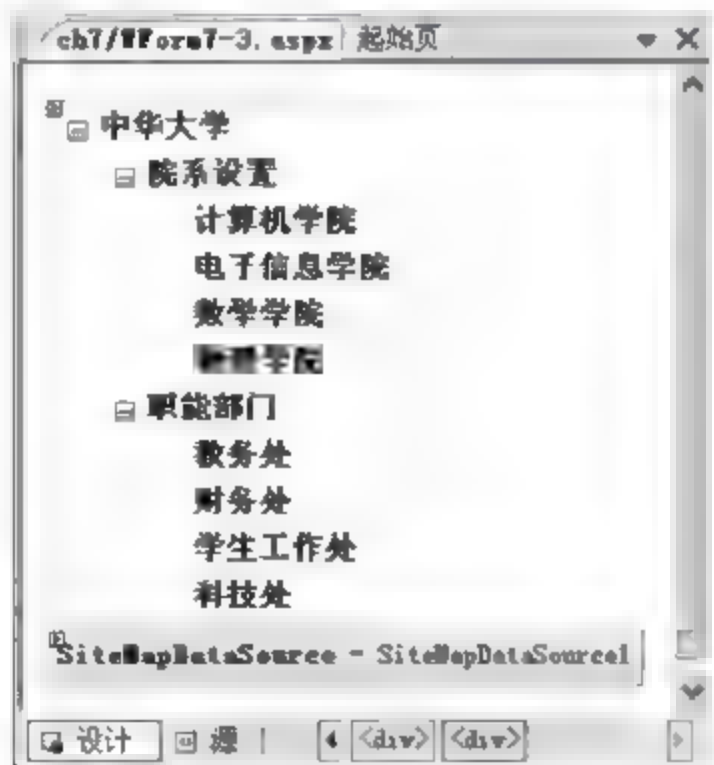 ch7/WForm7-3.aspx 起始页
中华大学
院系设置
计算机学院
电子信息学院
数学学院
学院
职能部门
教务处
财务处
学生工作处
科技处
SiteMapDataSource - SiteMapDataSource1
设计 源 <div> <div>